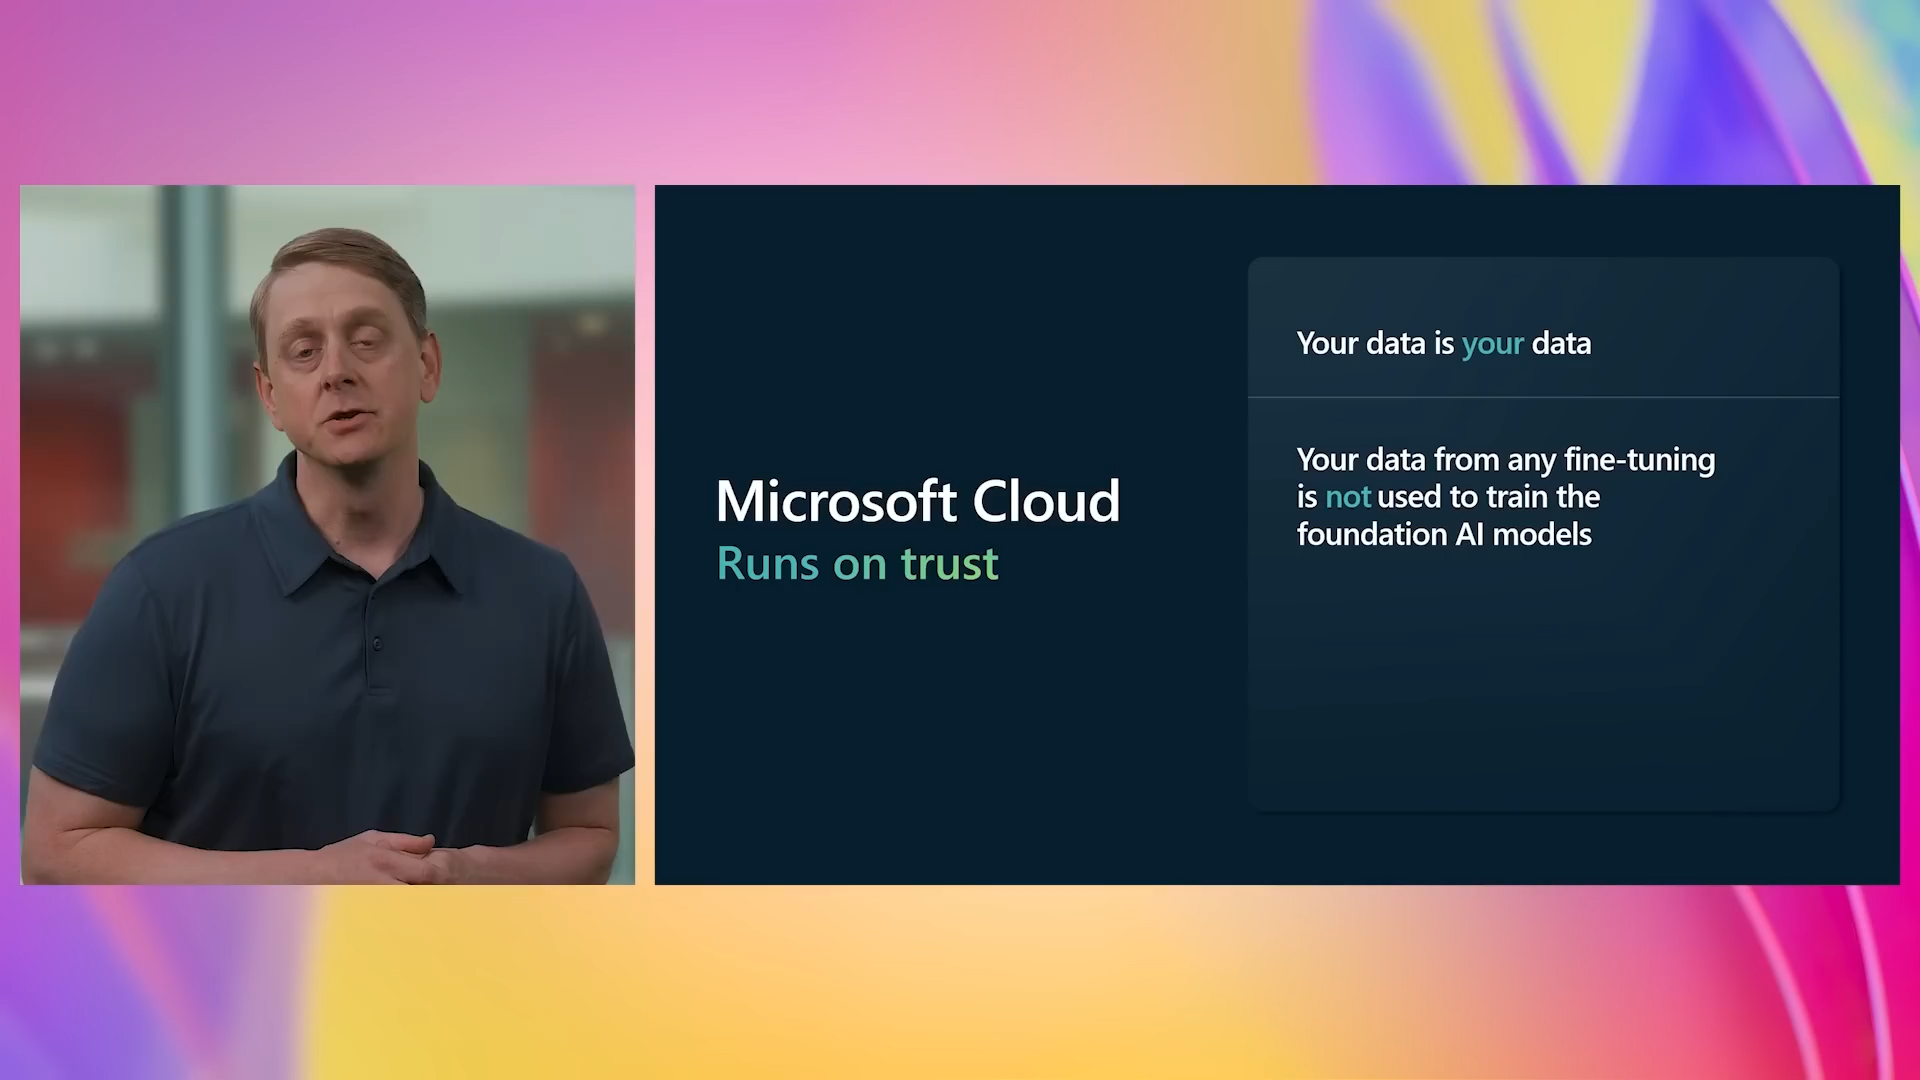 Microsoft Cloud
Runs on trust
Your data is your data
Your data from any fine-tuning
is not used to train the
foundation AI models